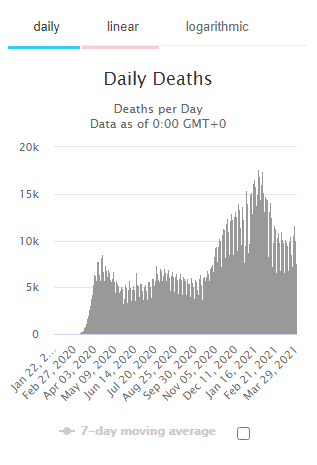 daily linear logarithmic
Daily Deaths
Deaths per Day
Data as of 0:00 GMT+0
20k
15k
10k
5k
0
Jan 22, 2...
Feb 27, 2020
Apr 03, 2020
May 09, 2020
Jun 14, 2020
Jul 20, 2020
Aug 25, 2020
Sep 30, 2020
Nov 05, 2020
Dec 11, 2020
Jan 16, 2021
Feb 21, 2021
Mar 29, 2021
7-day moving average